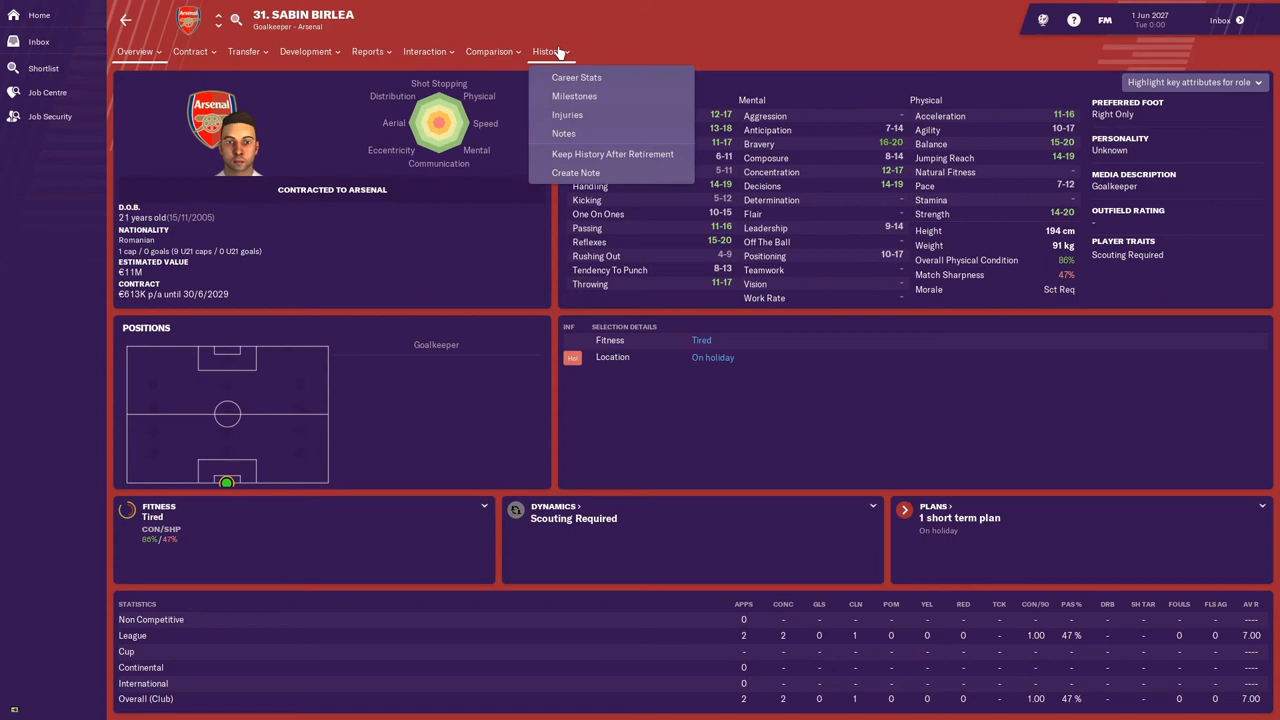 Home
Inbox
Shortlist
Job Centre
Job Security
31. SABIN BIRLEA
Goalkeeper - Arsenal
FM
1 Jun 2027
Tue 0:00
Inbox
Overview
Contract
Transfer
Development
Reports
Interaction
Comparison
History
Career Stats
Milestones
Injuries
Notes
Keep History After Retirement
Create Note
Highlight key attributes for role
Arsenal
Shot Stopping
Distribution
Physical
Aerial
Speed
Eccentricity
Mental
Communication
CONTRACTED TO ARSENAL
D.O.B.
21 years old (15/11/2005)
NATIONALITY
Romanian
1 cap / 0 goals (9 U21 caps / 0 U21 goals)
ESTIMATED VALUE
€11M
CONTRACT
€613K p/a until 30/6/2029
12-17
13-18
11-17
6-11
5-11
Handling 14-19
Kicking 5-12
One On Ones 10-15
Passing 11-16
Reflexes 15-20
Rushing Out 4-9
Tendency To Punch 8-13
Throwing 11-17
Mental
Aggression -
Anticipation 7-14
Bravery 16-20
Composure 8-14
Concentration 12-17
Decisions 14-19
Determination -
Flair -
Leadership 9-14
Off The Ball -
Positioning 10-17
Teamwork -
Vision -
Work Rate -
Physical
Acceleration 11-16
Agility 10-17
Balance 15-20
Jumping Reach 14-19
Natural Fitness -
Pace 7-12
Stamina -
Strength 14-20
Height 194 cm
Weight 91 kg
Overall Physical Condition 86%
Match Sharpness 47%
Morale Sct Req
PREFERRED FOOT
Right Only
PERSONALITY
Unknown
MEDIA DESCRIPTION
Goalkeeper
OUTFIELD RATING
-
PLAYER TRAITS
Scouting Required
POSITIONS
Goalkeeper
INF SELECTION DETAILS
Fitness Tired
Hol Location On holiday
FITNESS
Tired
CON/SHP
86% / 47%
DYNAMICS >
Scouting Required
PLANS >
1 short term plan
On holiday
STATISTICS APPS CONC GLS CLN POM YEL RED TCK CON/90 PAS % DRB SH TAR FOULS FLS AG AV R
Non Competitive 0 - - - - - - - - - - - - - ----
League 2 2 0 1 0 0 0 - 1.00 47 % - - 0 0 7.00
Cup - - - - - - - - - - - - - - ----
Continental 0 - - - - - - - - - - - - - ----
International 0 - - - - - - - - - - - - - ----
Overall (Club) 2 2 0 1 0 0 0 - 1.00 47 % - - 0 0 7.00